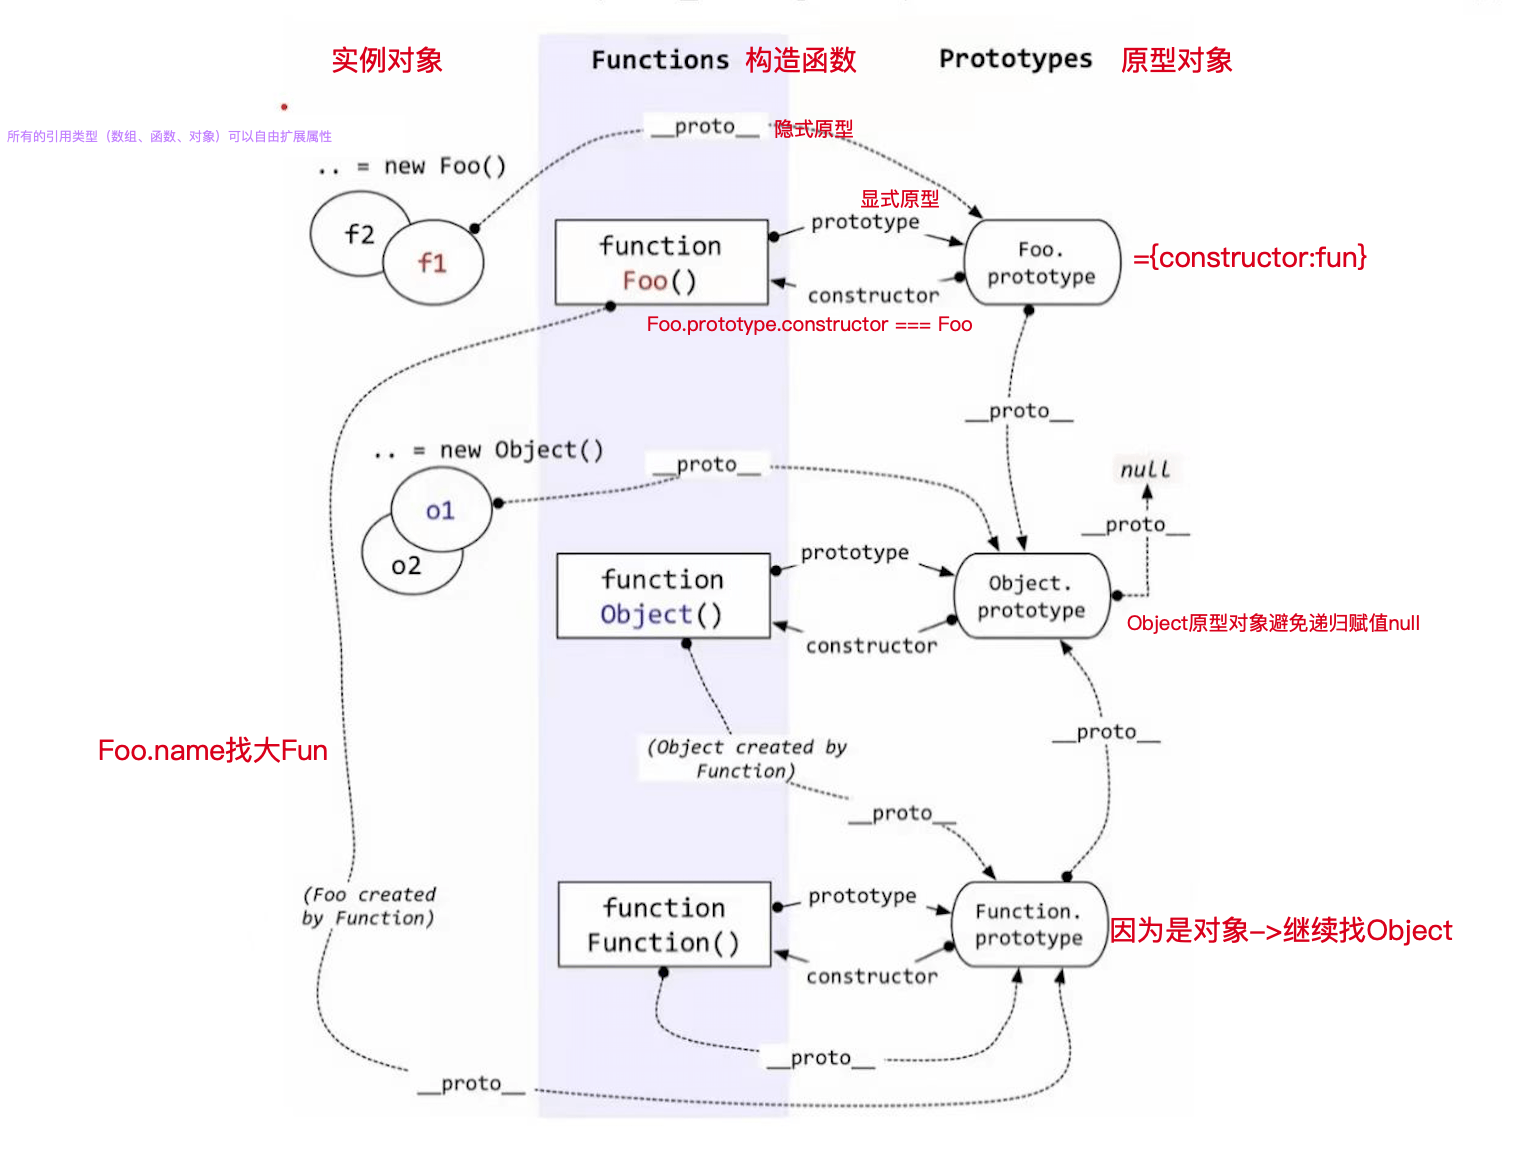 实例对象
Functions 构造函数
Prototypes 原型对象
所有的引用类型（数组、函数、对象）可以自由扩展属性
__proto__ 隐式原型
.. = new Foo()
f2
f1
显式原型
prototype
function
Foo()
Foo.
prototype
={constructor:fun}
constructor
Foo.prototype.constructor === Foo
__proto__
.. = new Object()
__proto__
null
__proto__
o1
o2
prototype
function
Object()
Object.
prototype
Object原型对象避免递归赋值null
constructor
(Object created by
Function)
__proto__
Foo.name找大Fun
__proto__
(Foo created
by Function)
prototype
function
Function()
Function.
prototype
因为是对象->继续找Object
constructor
__proto__
__proto__